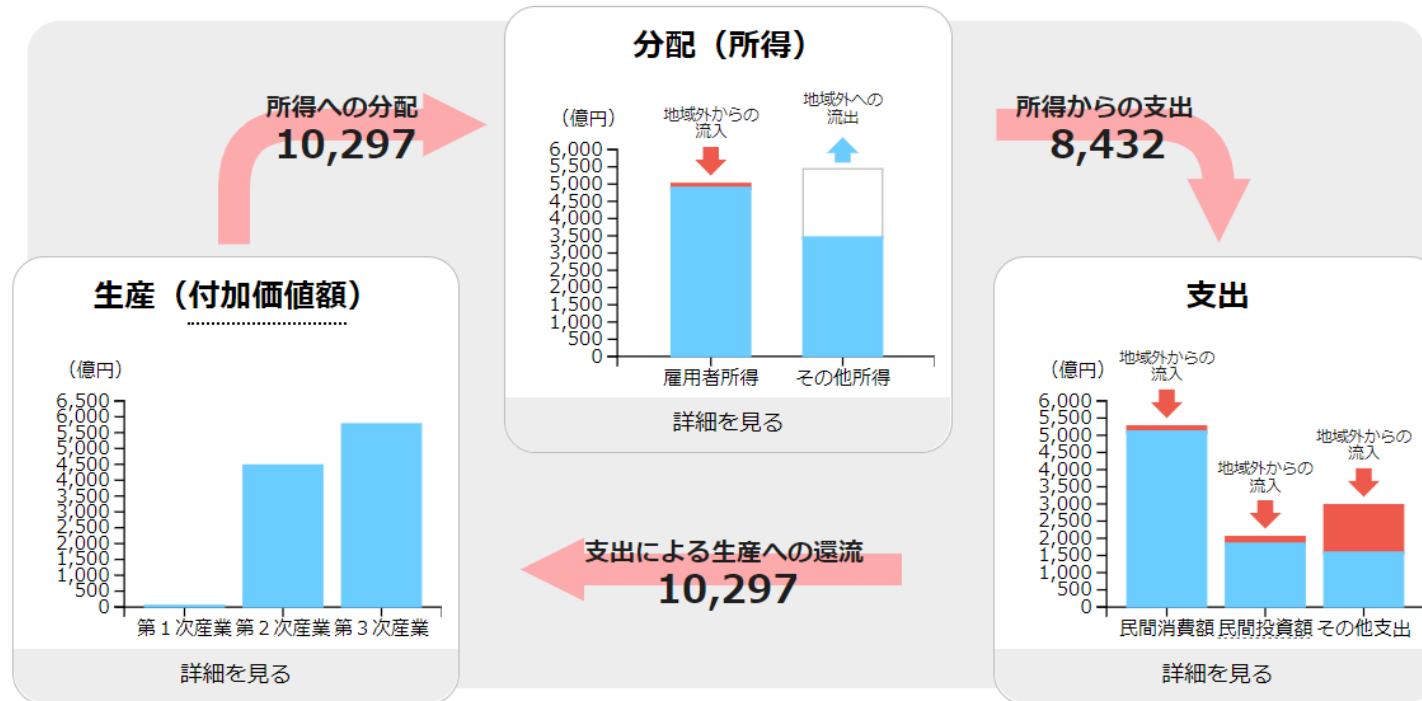 分配（所得）
所得への分配
10,297
所得からの支出
8,432
（億円）
地域外からの
流入
地域外への
流出
6,000
5,500
5,000
4,500
4,000
3,500
3,000
2,500
2,000
1,500
1,000
500
0
雇用者所得
その他所得
詳細を見る
生産（付加価値額）
（億円）
6,500
6,000
5,500
5,000
4,500
4,000
3,500
3,000
2,500
2,000
1,500
1,000
500
0
第１次産業
第２次産業
第３次産業
詳細を見る
支出
（億円）
地域外からの
流入
地域外からの
流入
地域外からの
流入
6,000
5,500
5,000
4,500
4,000
3,500
3,000
2,500
2,000
1,500
1,000
500
0
民間消費額
民間投資額
その他支出
詳細を見る
支出による生産への還流
10,297